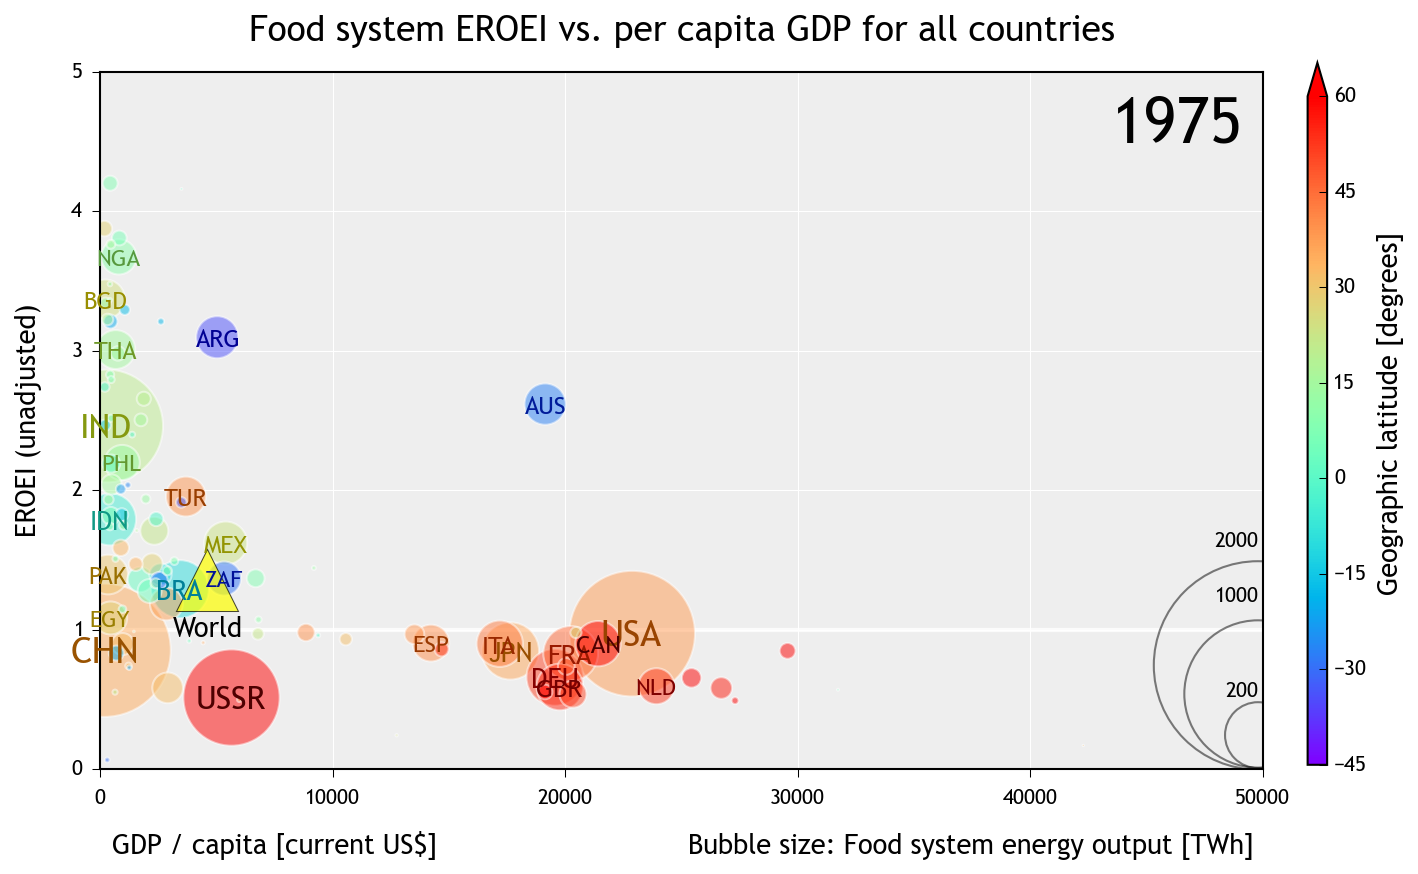 Food system EROEI vs. per capita GDP for all countries
1975
EROEI (unadjusted)
5
4
3
2
1
0
NGA
BGD
THA
ARG
AUS
IND
PHL
TUR
IDN
MEX
PAK
BRA
ZAF
World
EGY
CHN
USSR
ESP
ITA
JPN
FRA
CAN
USA
DEU
GBR
NLD
2000
1000
200
0
10000
20000
30000
40000
50000
GDP / capita [current US$]
Bubble size: Food system energy output [TWh]
60
45
30
15
0
−15
−30
−45
Geographic latitude [degrees]